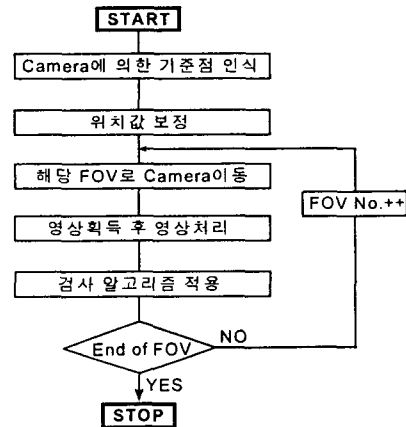 START
Camera에 의한 기준점 인식
위치값 보정
해당 FOV로 Camera이동
FOV No.++
영상획득 후 영상처리
검사 알고리즘 적용
End of FOV
NO
YES
STOP